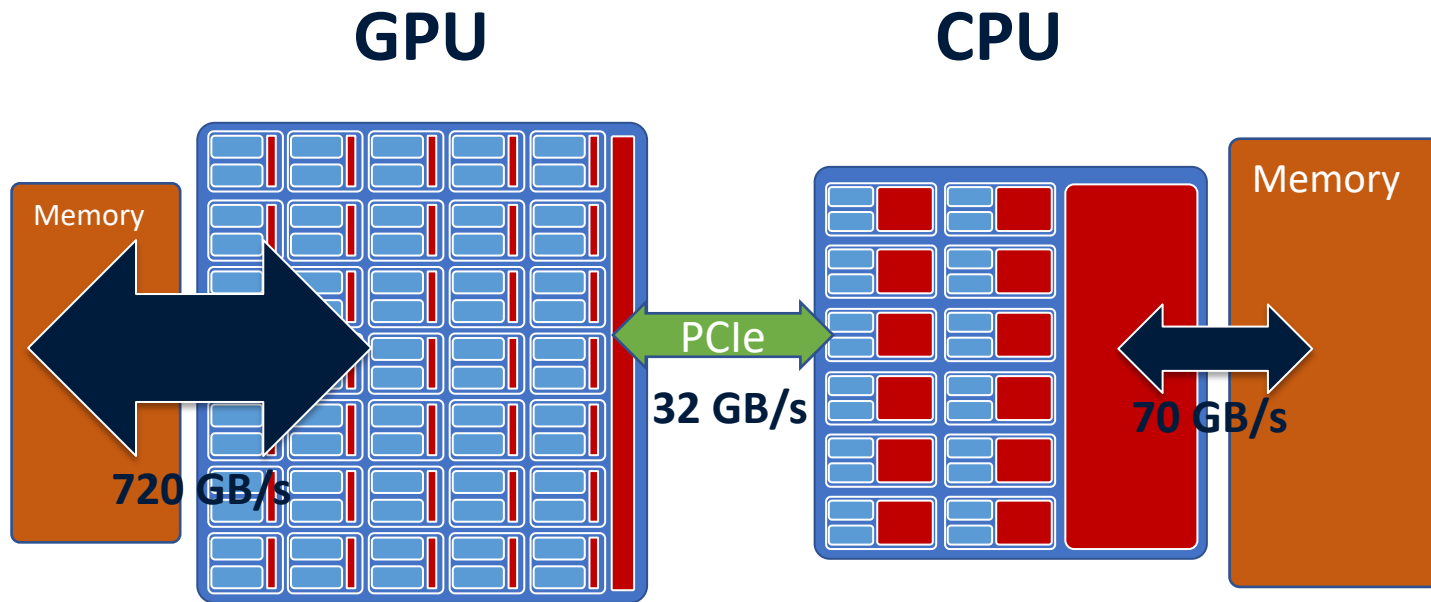 GPU
CPU
Memory
720 GB/s
PCIe
32 GB/s
70 GB/s
Memory